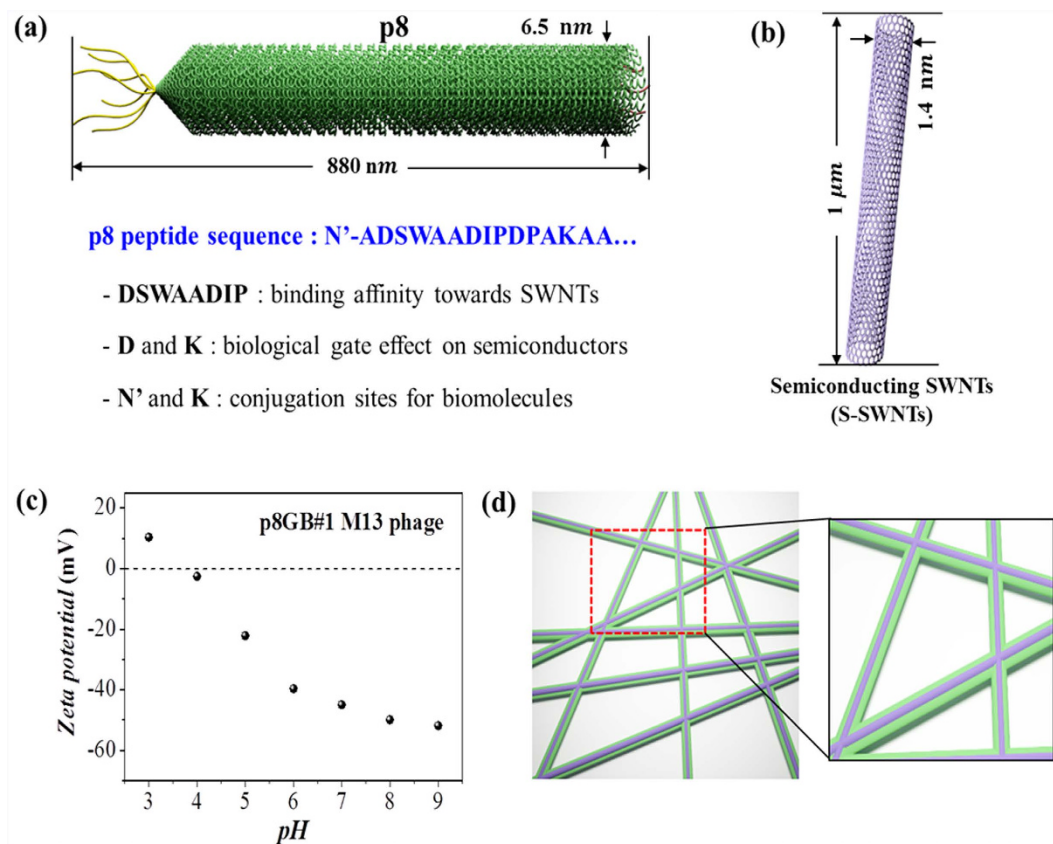 (a)
p8
6.5 nm
880 nm
p8 peptide sequence : N'-ADSWAADIPDPAKAA...
- DSWAADIP : binding affinity towards SWNTs
- D and K : biological gate effect on semiconductors
- N' and K : conjugation sites for biomolecules
(b)
1.4 nm
1 μm
Semiconducting SWNTs
(S-SWNTs)
(c)
p8GB#1 M13 phage
Zeta potential (mV)
20
0
-20
-40
-60
3 4 5 6 7 8 9
pH
(d)